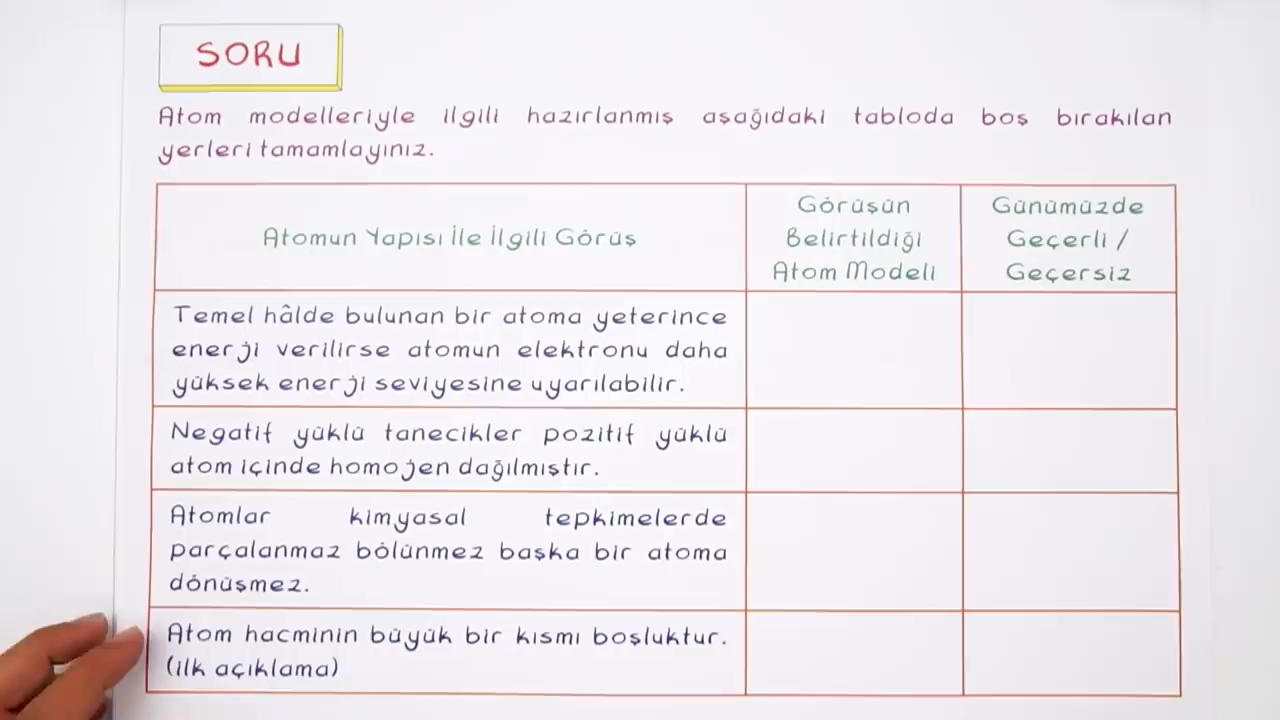 SORU
Atom modelleriyle ilgili hazırlanmış aşağıdaki tabloda boş bırakılan
yerleri tamamlayınız.
Atomun Yapısı İle İlgili Görüş
Görüşün
Belirtildiği
Atom Modeli
Günümüzde
Geçerli /
Geçersiz
Temel hâlde bulunan bir atoma yeterince
enerji verilirse atomun elektronu daha
yüksek enerji seviyesine uyarılabilir.
Negatif yüklü tanecikler pozitif yüklü
atom içinde homojen dağılmıştır.
Atomlar kimyasal tepkimelerde
parçalanmaz bölünmez başka bir atoma
dönüşmez.
Atom hacminin büyük bir kısmı boşluktur.
(ilk açıklama)